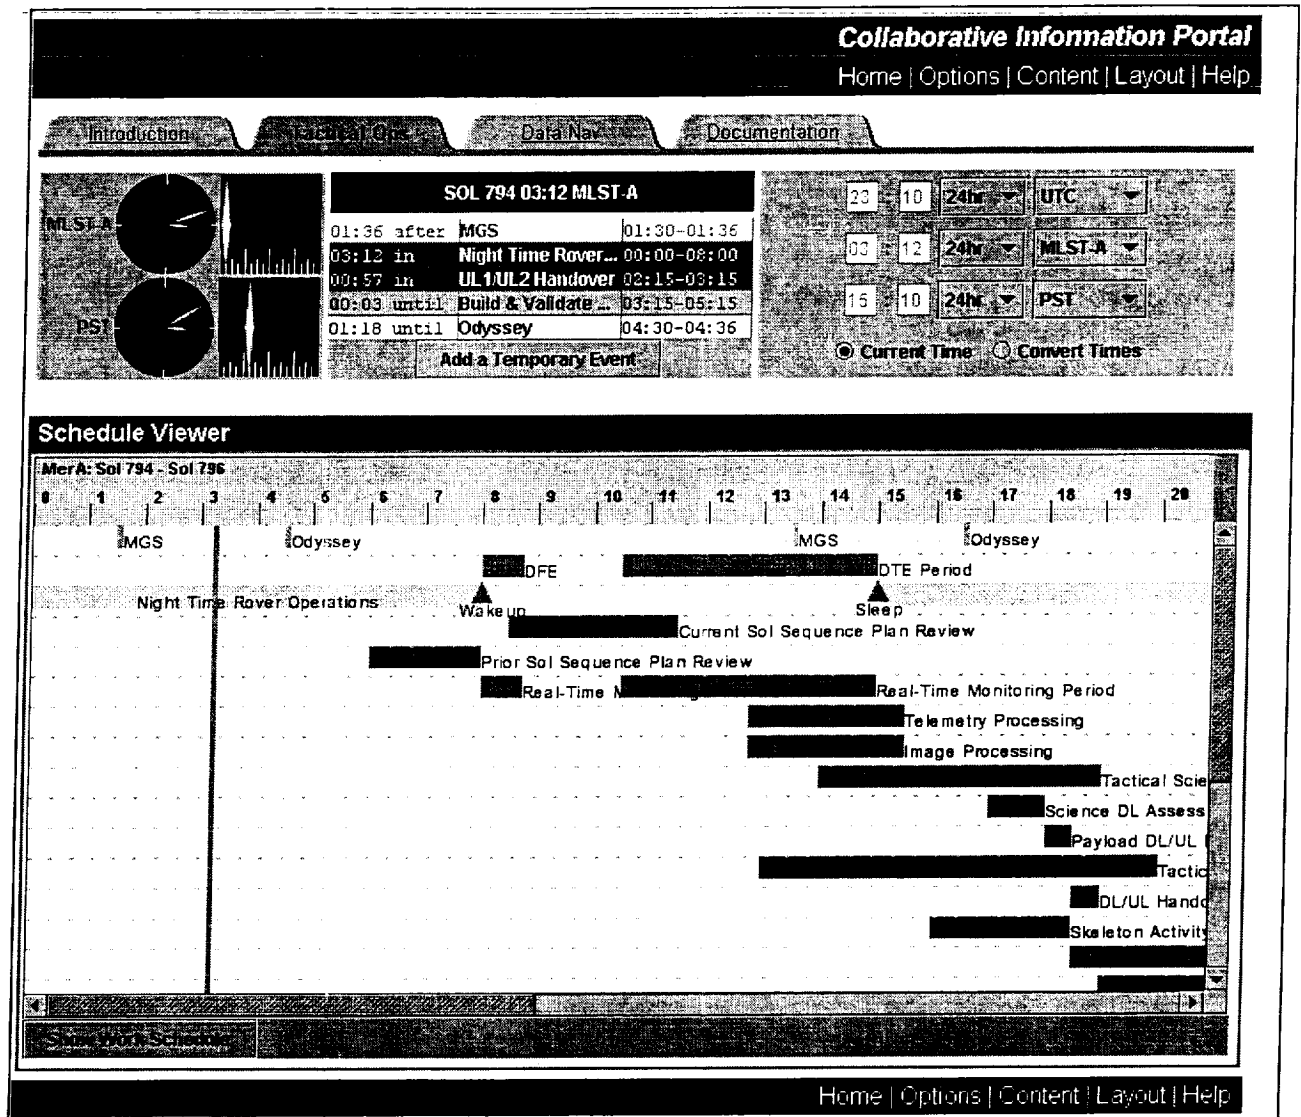 Collaborative Information Portal
Home | Options | Content | Layout | Help
Introduction Tactical Ops Data Nav Documentation
MLST-A
PST
SOL 794 03:12 MLST-A
01:36 after MGS 01:30-01:36
03:12 in Night Time Rover... 00:00-08:00
00:57 in UL1/UL2 Handover 02:15-03:15
00:03 until Build & Validate ... 03:15-05:15
01:18 until Odyssey 04:30-04:36
Add a Temporary Event
23 : 10 24hr UTC
03 : 12 24hr MLST-A
15 : 10 24hr PST
Current Time Convert Times
Schedule Viewer
MerA: Sol 794 - Sol 796
0 1 2 3 4 5 6 7 8 9 10 11 12 13 14 15 16 17 18 19 20
MGS Odyssey MGS Odyssey
DFE DTE Period
Night Time Rover Operations Wakeup Sleep
Current Sol Sequence Plan Review
Prior Sol Sequence Plan Review
Real-Time M Real-Time Monitoring Period
Telemetry Processing
Image Processing
Tactical Scie
Science DL Assess
Payload DL/UL
Tactic
DL/UL Hando
Skeleton Activity
Home | Options | Content | Layout | Help